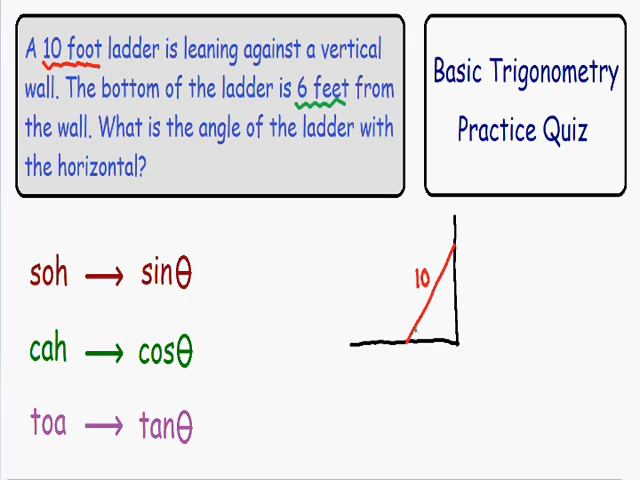 A 10 foot ladder is leaning against a vertical
wall. The bottom of the ladder is 6 feet from
the wall. What is the angle of the ladder with
the horizontal?
Basic Trigonometry
Practice Quiz
soh → sinθ
cah → cosθ
toa → tanθ
10